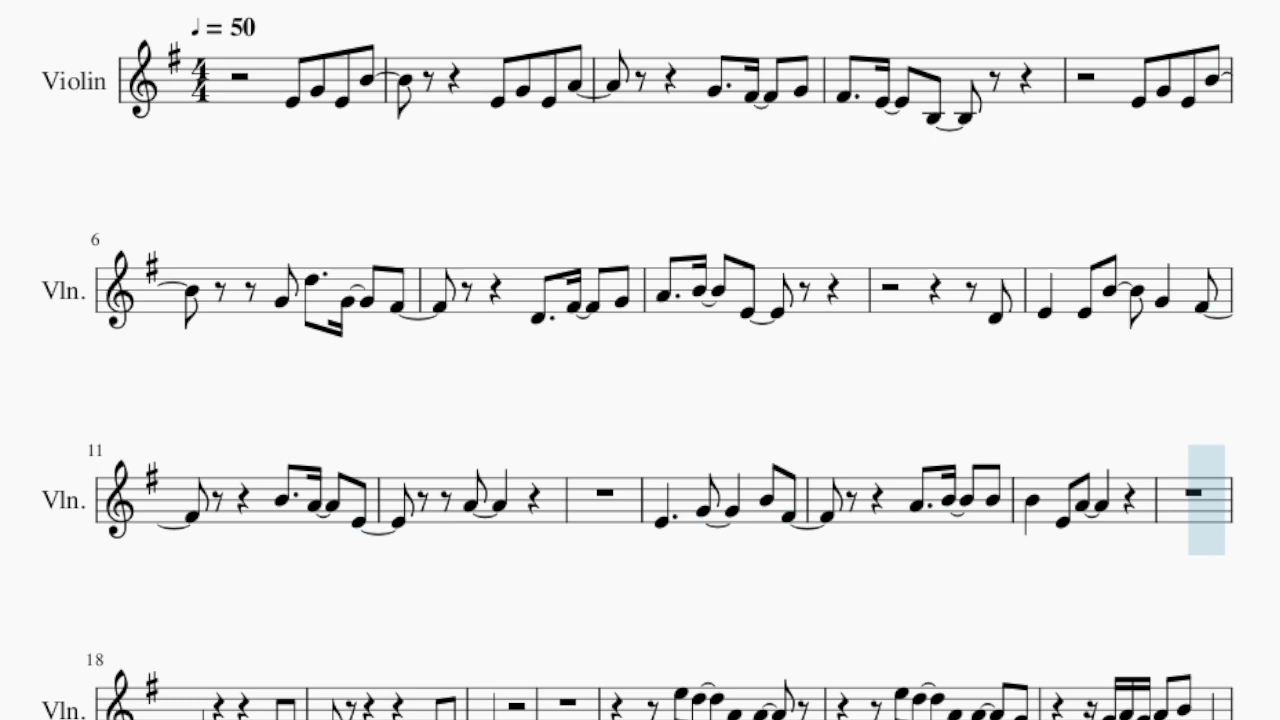 ♩ = 50
Violin
4
4
6
Vln.
11
Vln.
18
Vln.